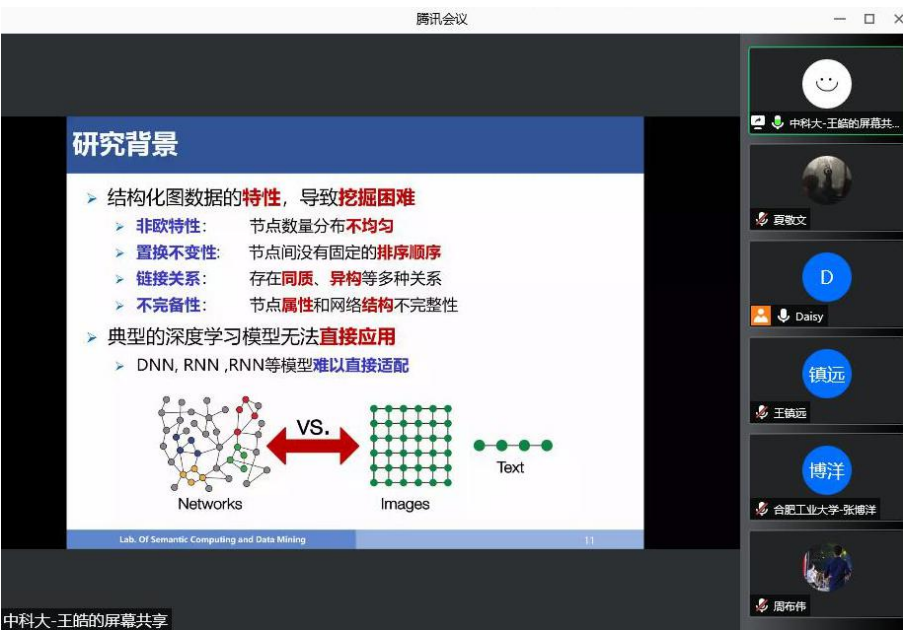 腾讯会议
研究背景
结构化图数据的特性，导致挖掘困难
非欧特性： 节点数量分布不均匀
置换不变性: 节点间没有固定的排序顺序
链接关系： 存在同质、异构等多种关系
不完备性： 节点属性和网络结构不完整性
典型的深度学习模型无法直接应用
DNN, RNN ,RNN等模型难以直接适配
VS.
Text
Networks
Images
Lab. Of Semantic Computing and Data Mining 11
中科大-王皓的屏幕共享
中科大-王皓的屏幕共...
夏敬文
D
Daisy
镇远
王镇远
博洋
合肥工业大学-张博洋
周布伟